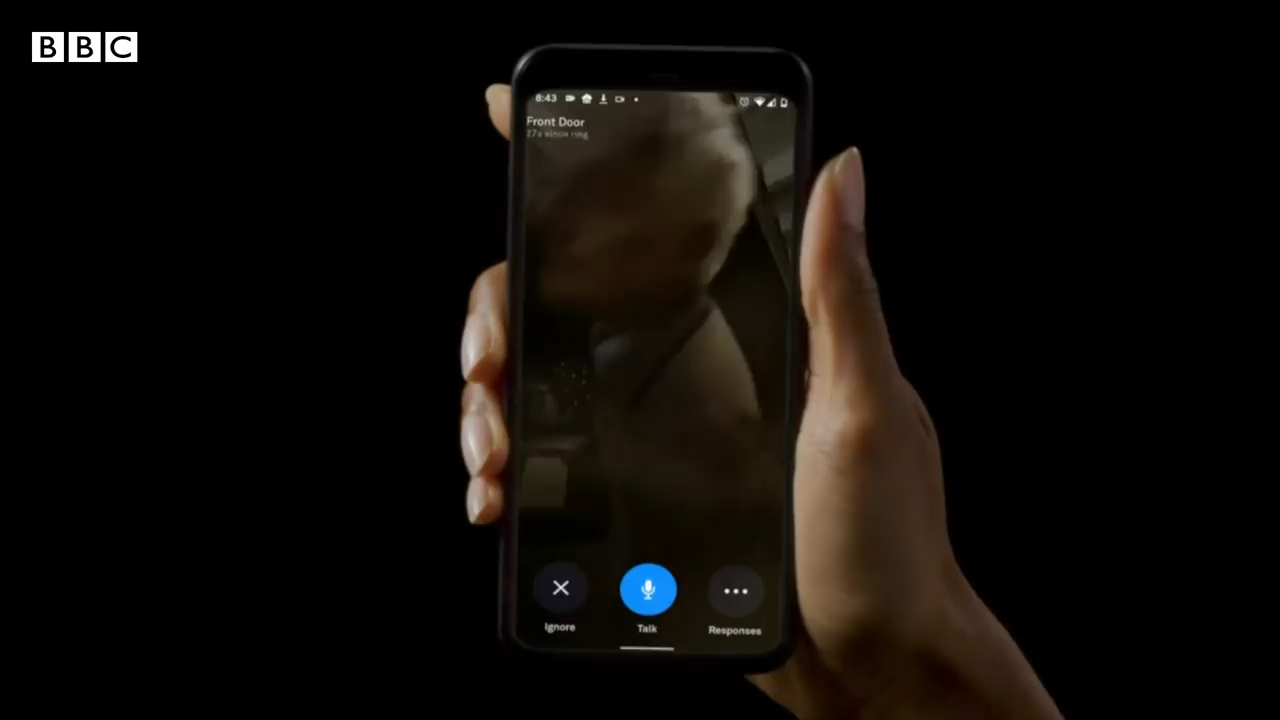 BBC
8:43
Front Door
27s since ring
Ignore
Talk
Responses